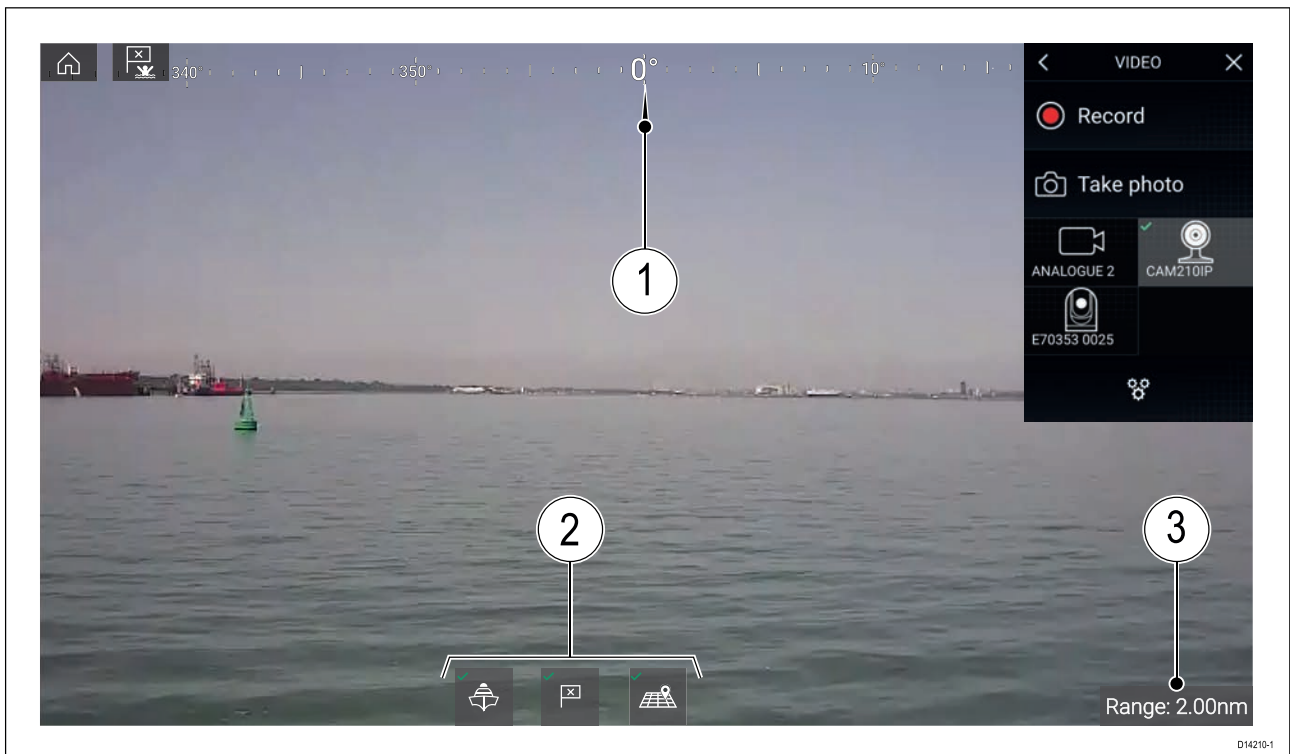 340° 350° 0° 10°
VIDEO
Record
Take photo
ANALOGUE 2 CAM210IP
E70353 0025
1
2
3
Range: 2.00nm
D14210-1